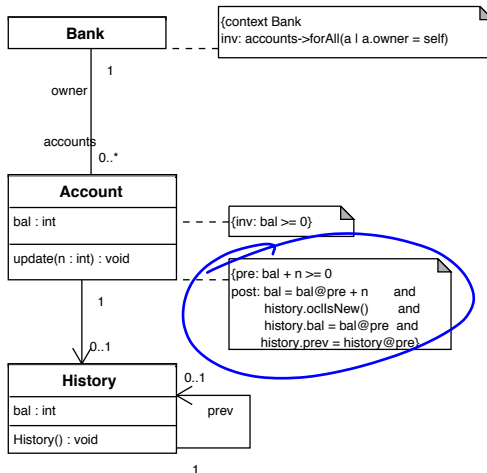 Bank
{context Bank
inv: accounts->forAll(a | a.owner = self)
1
owner
accounts
0..*
Account
bal : int
{inv: bal >= 0}
update(n : int) : void
{pre: bal + n >= 0
post: bal = bal@pre + n and
history.oclIsNew() and
history.bal = bal@pre and
history.prev = history@pre}
1
0..1
History
0..1
bal : int
prev
History() : void
1